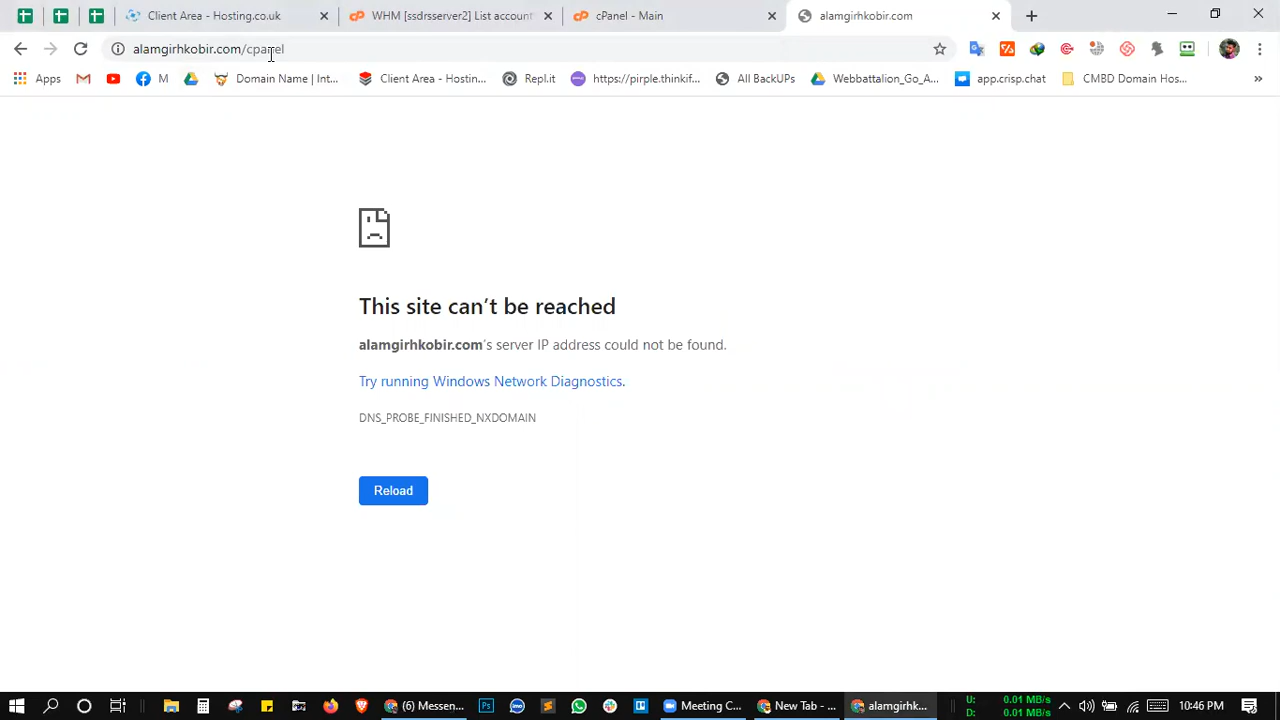 Client Area - Hosting.co.uk
WHM [ssdrsserver2] List account
cPanel - Main
alamgirhkobir.com
alamgirhkobir.com/cpanel
Apps
M
Domain Name | Int...
Client Area - Hostin...
Repl.it
https://pirple.thinkif...
All BackUPs
Webbattalion_Go_A...
app.crisp.chat
CMBD Domain Hos...
»
This site can't be reached
alamgirhkobir.com's server IP address could not be found.
Try running Windows Network Diagnostics.
DNS_PROBE_FINISHED_NXDOMAIN
Reload
(6) Messen...
Ps
Meeting C...
New Tab - ...
alamgirhk...
U: 0.01 MB/s
D: 0.01 MB/s
10:46 PM